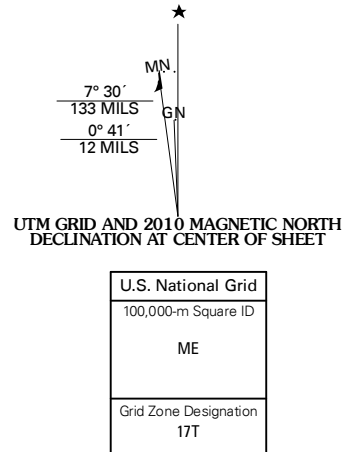 ★
MN
7° 30´
133 MILS
GN
0° 41´
12 MILS
UTM GRID AND 2010 MAGNETIC NORTH
DECLINATION AT CENTER OF SHEET
U.S. National Grid
100,000-m Square ID
ME
Grid Zone Designation
17T